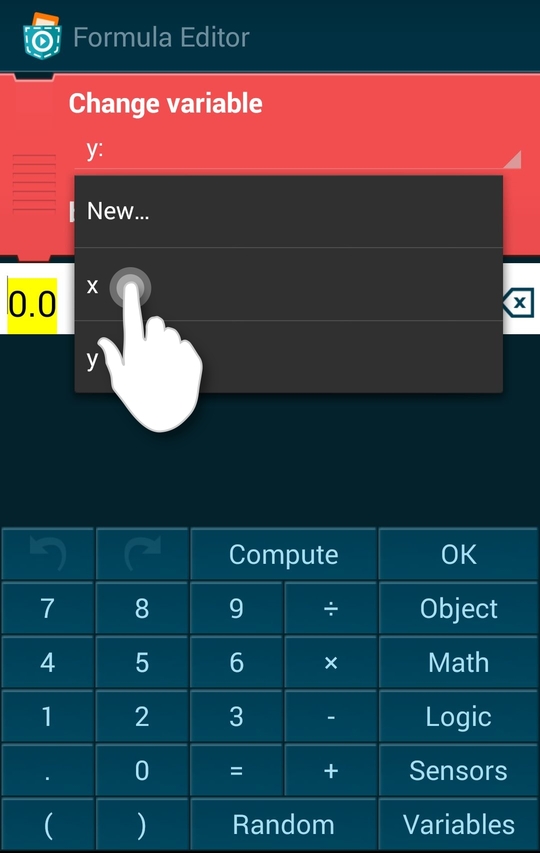 Formula Editor
Change variable
y:
New...
x
y
0.0
x
Compute OK
7 8 9 ÷ Object
4 5 6 × Math
1 2 3 - Logic
. 0 = + Sensors
( ) Random Variables